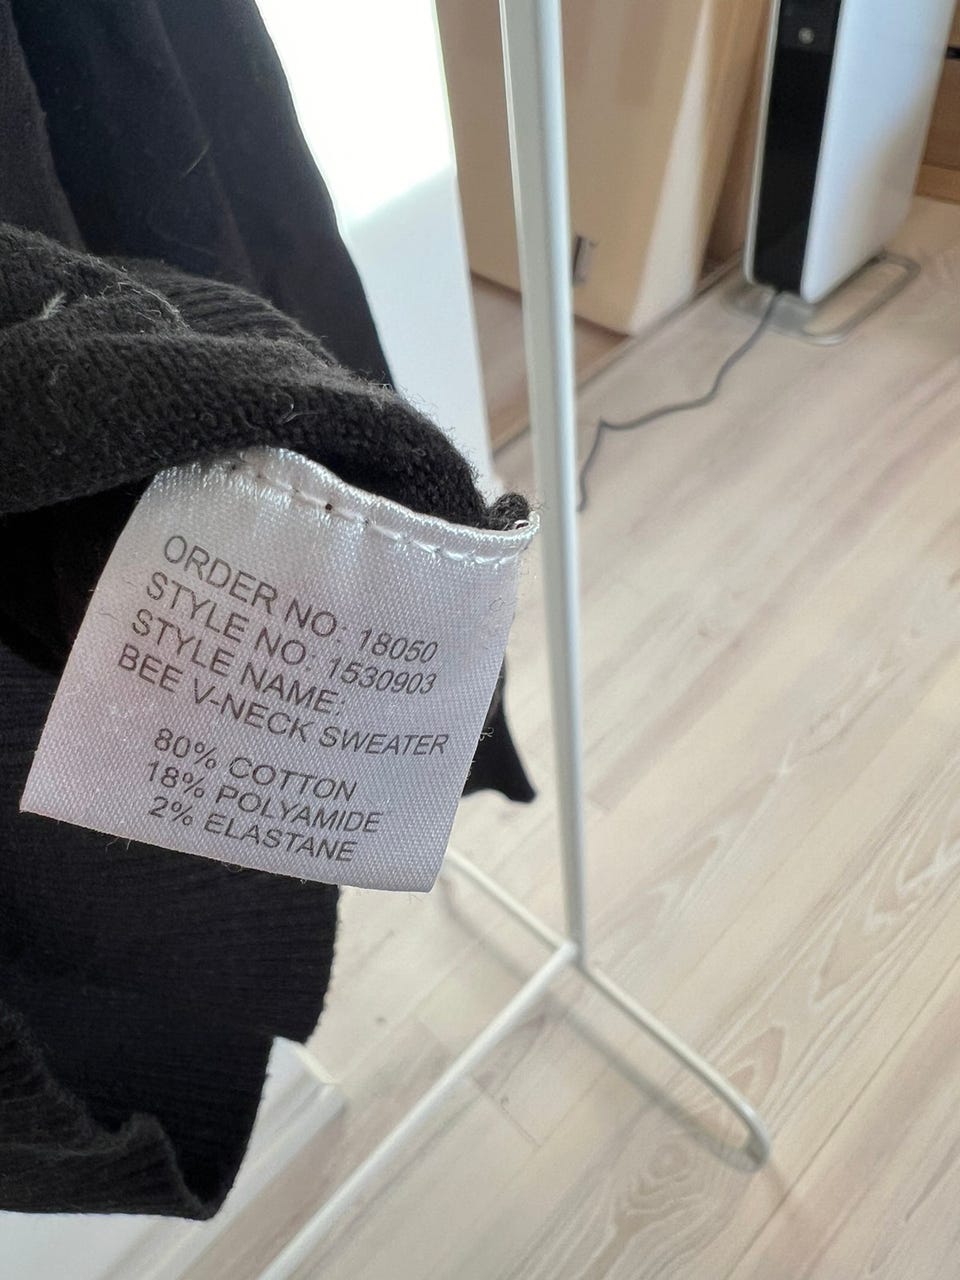 ORDER NO: 18050
STYLE NO: 1530903
STYLE NAME:
BEE V-NECK SWEATER
80% COTTON
18% POLYAMIDE
2% ELASTANE